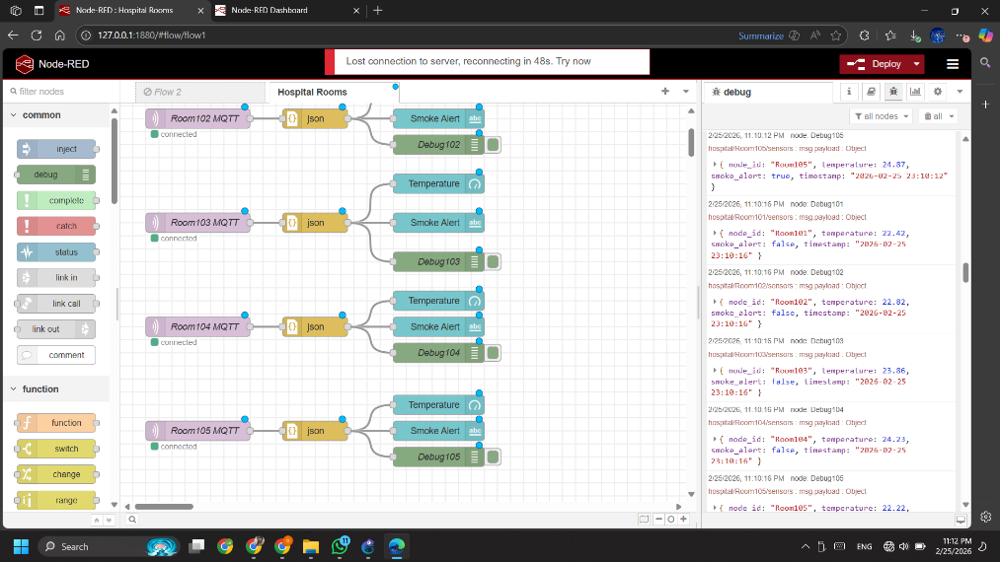 Node-RED : Hospital Rooms
Node-RED Dashboard
127.0.0.1:1880/#flow/flow1
Summarize
Node-RED
Lost connection to server, reconnecting in 48s. Try now
Deploy
filter nodes
Flow 2
Hospital Rooms
debug
all nodes
all
common
inject
debug
complete
catch
status
link in
link call
link out
comment
function
function
switch
change
range
Room102 MQTT
connected
json
Smoke Alert
abc
Debug102
Temperature
Room103 MQTT
connected
json
Smoke Alert
abc
Debug103
Temperature
Room104 MQTT
connected
json
Smoke Alert
abc
Debug104
Temperature
Room105 MQTT
connected
json
Smoke Alert
abc
Debug105
2/25/2026, 11:10:12 PM node: Debug105
hospital/Room105/sensors : msg.payload : Object
{ node_id: "Room105", temperature: 24.87,
smoke_alert: true, timestamp: "2026-02-25 23:10:12"
}
2/25/2026, 11:10:16 PM node: Debug101
hospital/Room101/sensors : msg.payload : Object
{ node_id: "Room101", temperature: 22.42,
smoke_alert: false, timestamp: "2026-02-25
23:10:16" }
2/25/2026, 11:10:16 PM node: Debug102
hospital/Room102/sensors : msg.payload : Object
{ node_id: "Room102", temperature: 22.82,
smoke_alert: false, timestamp: "2026-02-25
23:10:16" }
2/25/2026, 11:10:16 PM node: Debug103
hospital/Room103/sensors : msg.payload : Object
{ node_id: "Room103", temperature: 23.86,
smoke_alert: false, timestamp: "2026-02-25
23:10:16" }
2/25/2026, 11:10:16 PM node: Debug104
hospital/Room104/sensors : msg.payload : Object
{ node_id: "Room104", temperature: 24.23,
smoke_alert: false, timestamp: "2026-02-25
23:10:16" }
2/25/2026, 11:10:16 PM node: Debug105
hospital/Room105/sensors : msg.payload : Object
{ node_id: "Room105", temperature: 22.22,
Search
11
ENG
11:12 PM
2/25/2026